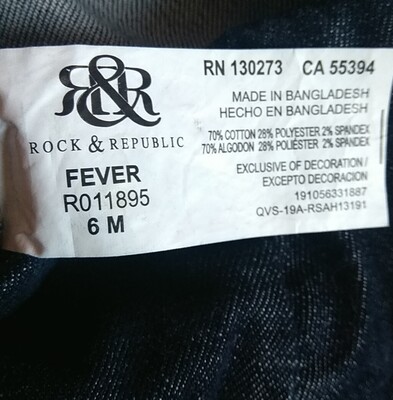 R&R
ROCK & REPUBLIC
FEVER
R011895
6 M
RN 130273 CA 55394
MADE IN BANGLADESH
HECHO EN BANGLADESH
70% COTTON 28% POLYESTER 2% SPANDEX
70% ALGODON 28% POLIÉSTER 2% SPANDEX
EXCLUSIVE OF DECORATION /
EXCEPTO DECORACION
191056331887
QVS-19A-RSAH13191